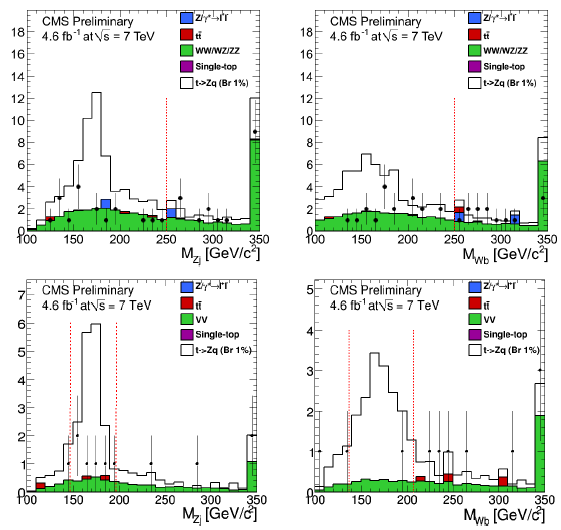 CMS Preliminary
4.6 fb⁻¹ at √s = 7 TeV
Z/γ*→l⁺l⁻
tt̄
WW/WZ/ZZ
Single-top
t->Zq (Br 1%)
18
16
14
12
10
8
6
4
2
0
100 150 200 250 300 350
M_Zj [GeV/c²]
CMS Preliminary
4.6 fb⁻¹ at √s = 7 TeV
Z/γ*→l⁺l⁻
tt̄
WW/WZ/ZZ
Single-top
t->Zq (Br 1%)
18
16
14
12
10
8
6
4
2
0
100 150 200 250 300 350
M_Wb [GeV/c²]
CMS Preliminary
4.6 fb⁻¹ at √s = 7 TeV
Z/γ*→l⁺l⁻
tt̄
VV
Single-top
t->Zq (Br 1%)
7
6
5
4
3
2
1
0
100 150 200 250 300 350
M_Zj [GeV/c²]
CMS Preliminary
4.6 fb⁻¹ at √s = 7 TeV
Z/γ*→l⁺l⁻
tt̄
VV
Single-top
t->Zq (Br 1%)
5
4
3
2
1
0
100 150 200 250 300 350
M_Wb [GeV/c²]